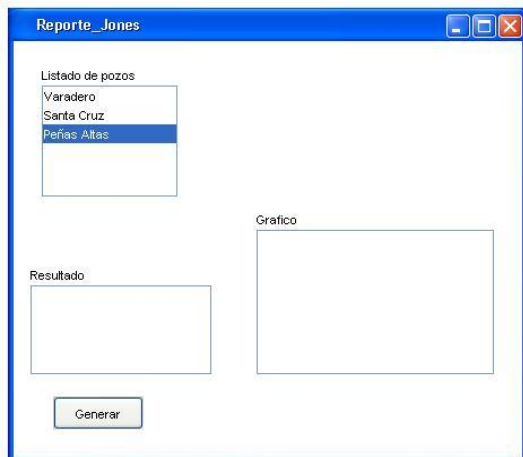 Reporte_Jones
Listado de pozos
Varadero
Santa Cruz
Peñas Altas
Grafico
Resultado
Generar